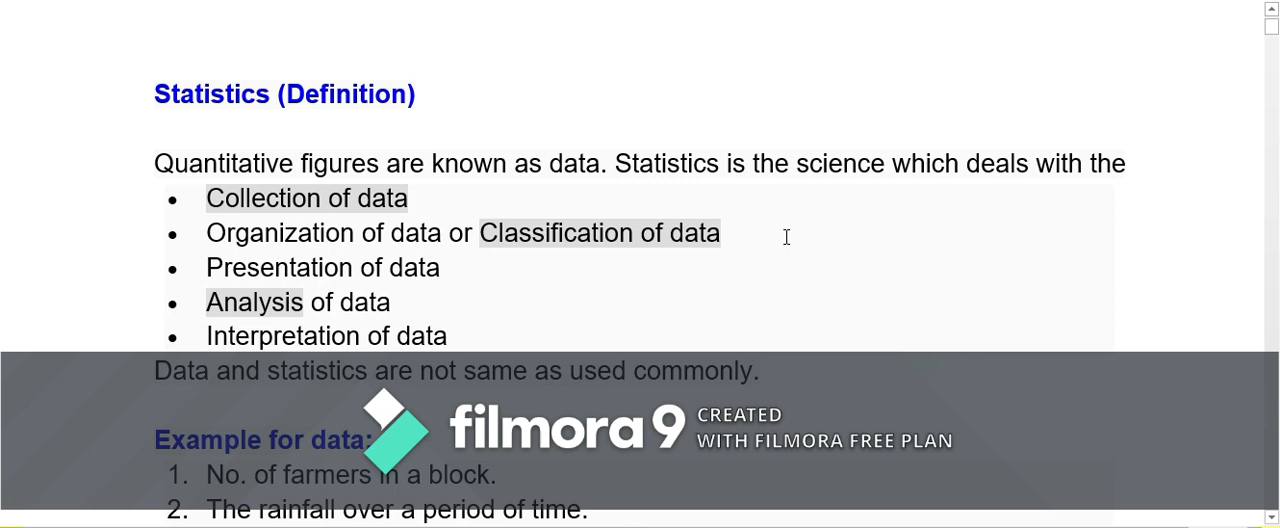 Statistics (Definition)
Quantitative figures are known as data. Statistics is the science which deals with the
• Collection of data
• Organization of data or Classification of data
• Presentation of data
• Analysis of data
• Interpretation of data
Data and statistics are not same as used commonly.
Example for data:
1. No. of farmers in a block.
2. The rainfall over a period of time.
filmora 9
CREATED
WITH FILMORA FREE PLAN